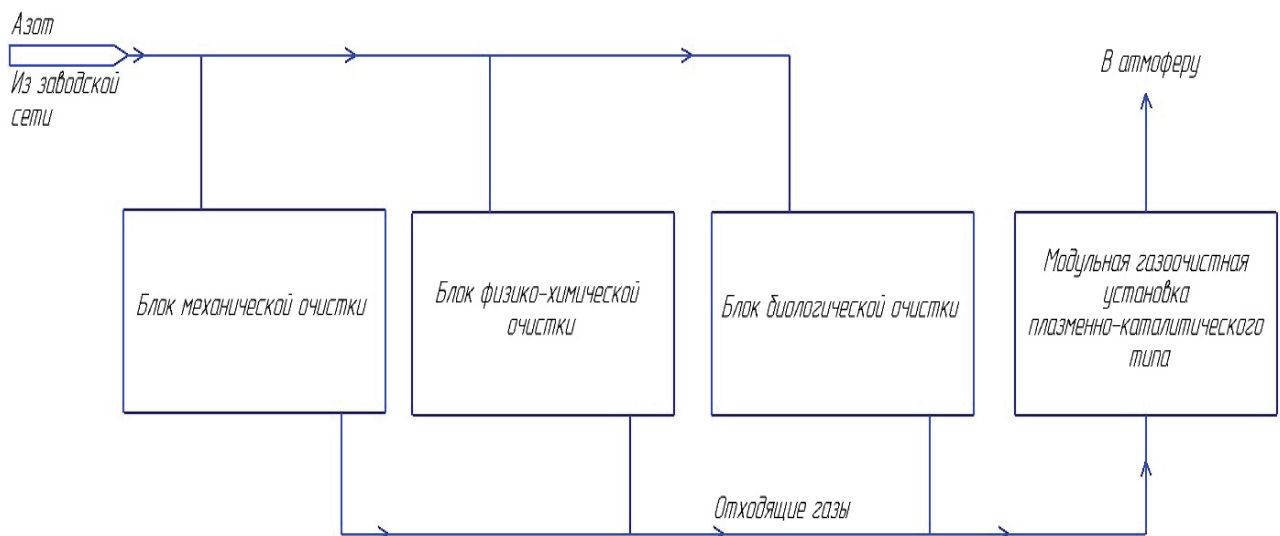 Азот
Из заводской
сети
В атмоферу
Блок механической очистки
Блок физико-химической
очистки
Блок биологической очистки
Модульная газоочистная
установка
плазменно-каталитического
типа
Отходящие газы